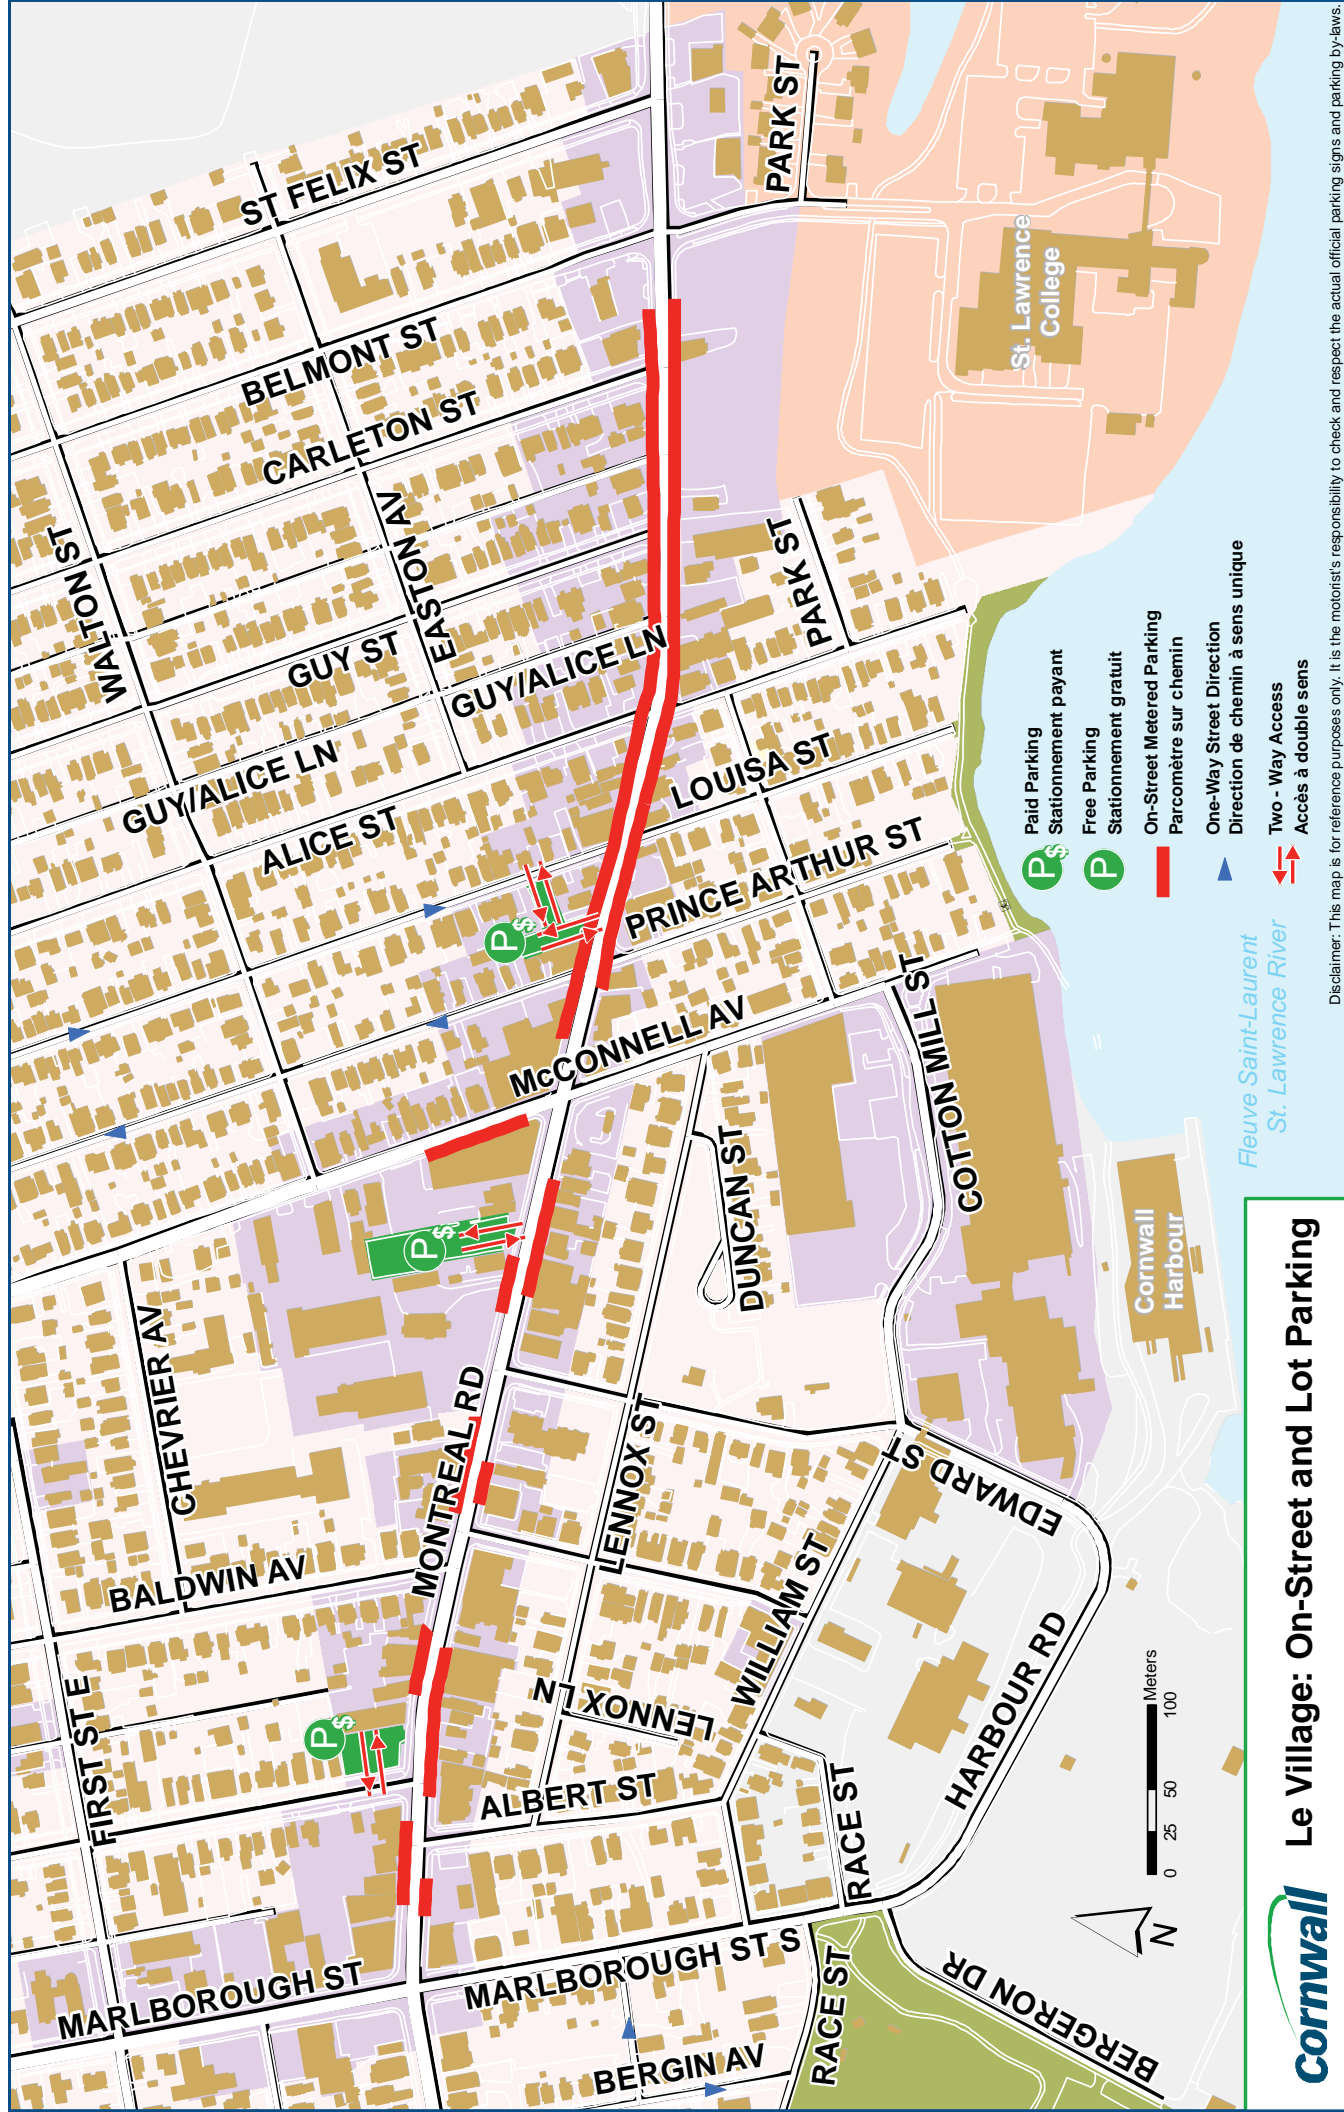 ST FELIX ST
BELMONT ST
CARLETON ST
WALTON ST
EASTON AV
GUY ST
GUY/ALICE LN
GUY/ALICE LN
ALICE ST
PARK ST
PARK ST
St. Lawrence
College
LOUISA ST
PRINCE ARTHUR ST
McCONNELL AV
COTTON MILL ST
DUNCAN ST
CHEVRIER AV
MONTREAL RD
BALDWIN AV
FIRST ST E
LENNOX ST
LENNOX LN
WILLIAM ST
EDWARD ST
ALBERT ST
HARBOUR RD
RACE ST
RACE ST
MARLBOROUGH ST
MARLBOROUGH ST S
BERGIN AV
BERGERON DR
Cornwall
Harbour
Fleuve Saint-Laurent
St. Lawrence River
P$
P$
P$
P$
Paid Parking
Stationnement payant
P
Free Parking
Stationnement gratuit
On-Street Metered Parking
Parcomètre sur chemin
One-Way Street Direction
Direction de chemin à sens unique
Two - Way Access
Accès à double sens
N
0 25 50 100
Meters
Cornwall
Le Village: On-Street and Lot Parking
Disclaimer: This map is for reference purposes only. It is the motorist's responsibility to check and respect the actual official parking signs and parking by-laws.